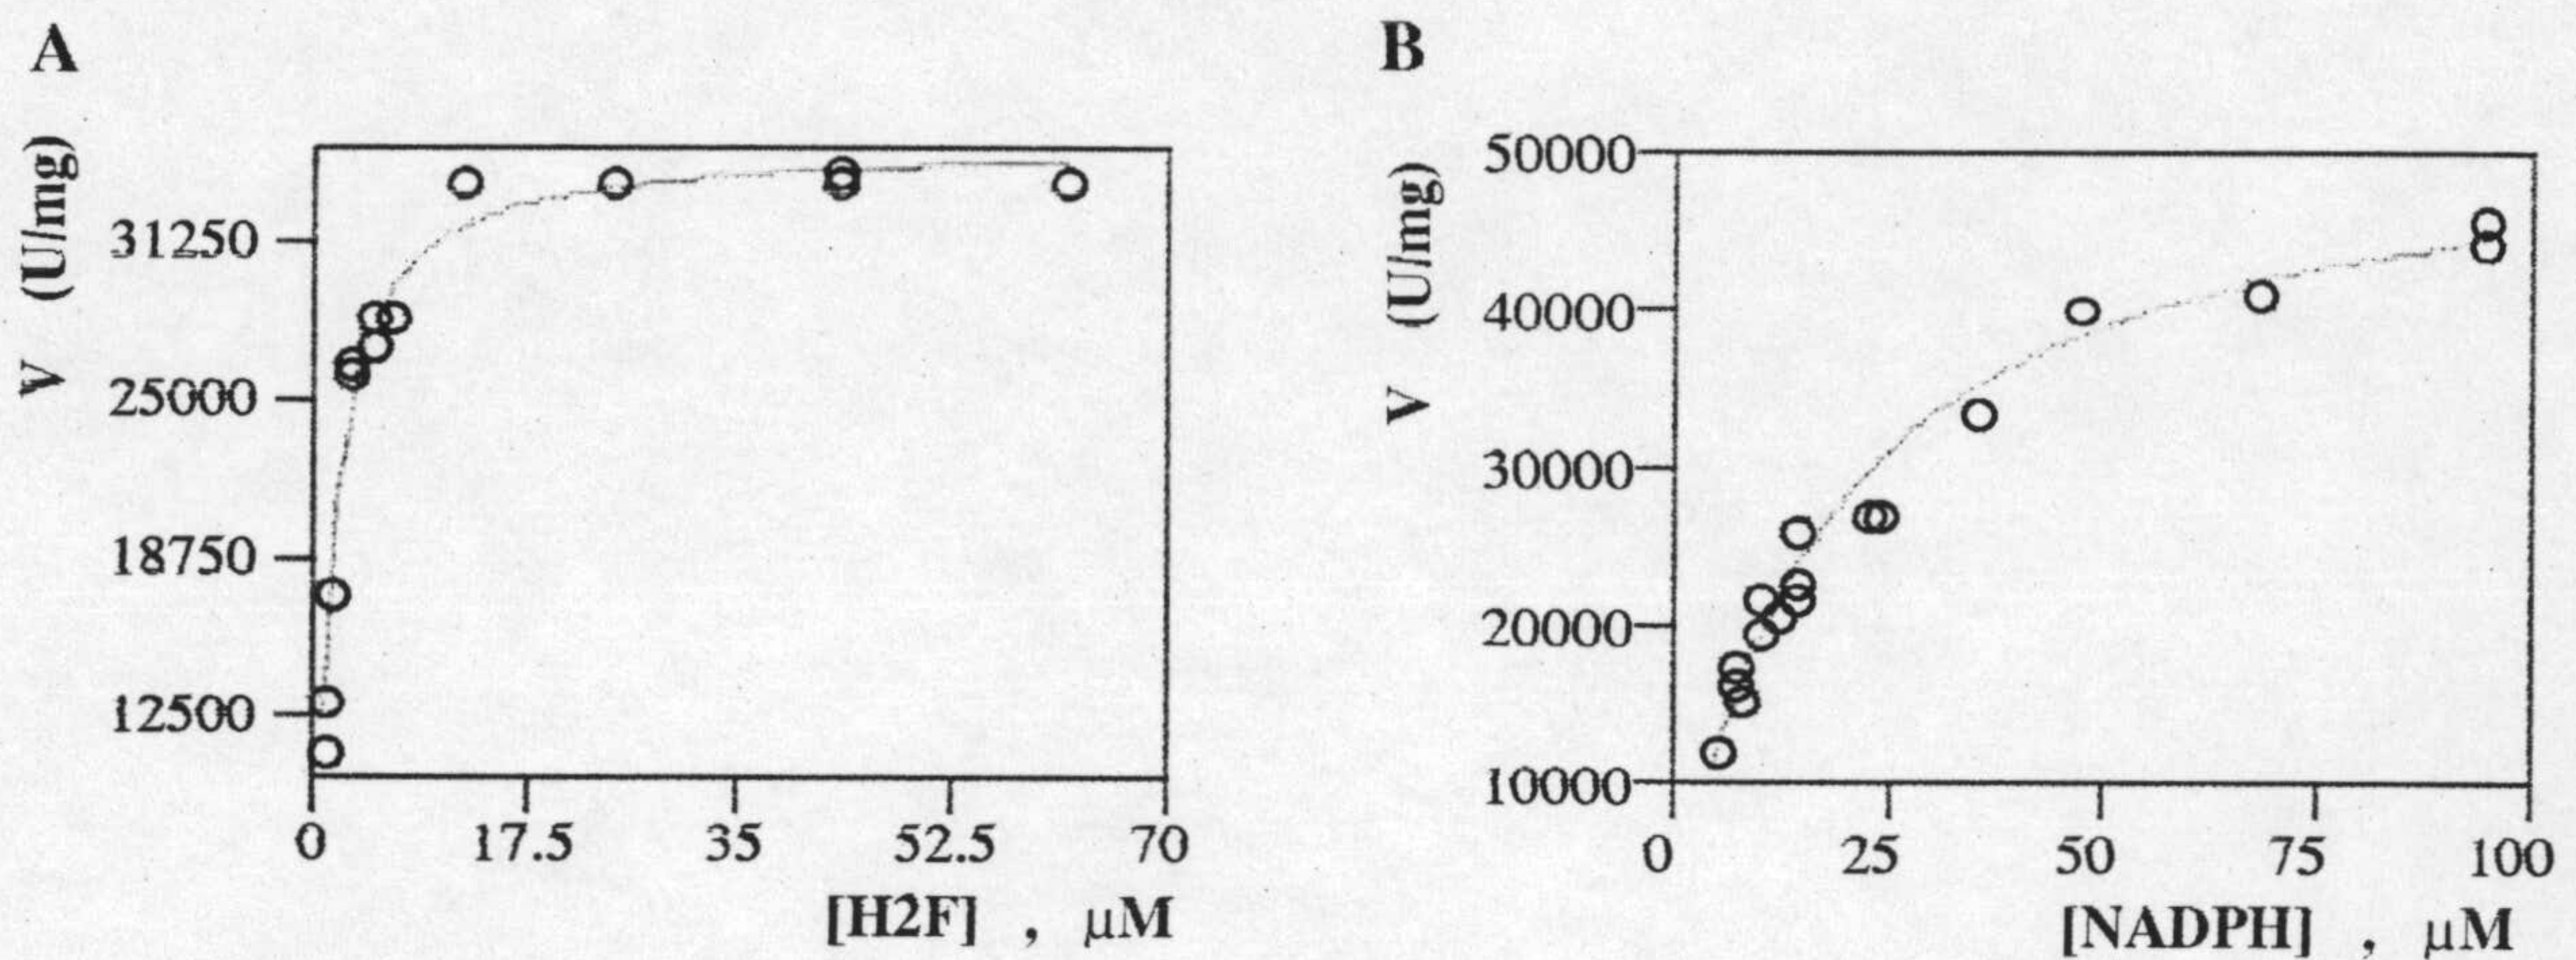 A
V (U/mg)
31250
25000
18750
12500
0 17.5 35 52.5 70
[H2F] , μM
B
V (U/mg)
50000
40000
30000
20000
10000
0 25 50 75 100
[NADPH] , μM